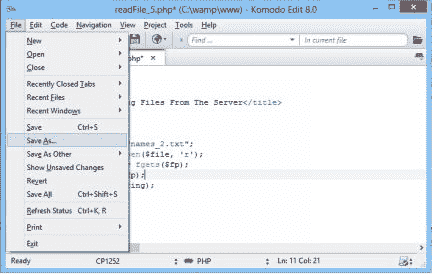 readFile_5.php* (C:\wamp\www) - Komodo Edit 8.0
File Edit Code Navigation View Project Tools Help
Find ... in current file
New
Open
Close
Recently Closed Tabs
Recent Files
Recent Windows
Save Ctrl+S
Save As...
Save As Other
Show Unsaved Changes
Revert
Save All Ctrl+Shift+S
Refresh Status Ctrl+K, R
Print
Exit
php*
ng Files From The Server</title>
names_2.txt";
en($file, 'r');
fgets($fp);
p);
ing);
Ready CP1252 PHP Ln: 11 Col: 21